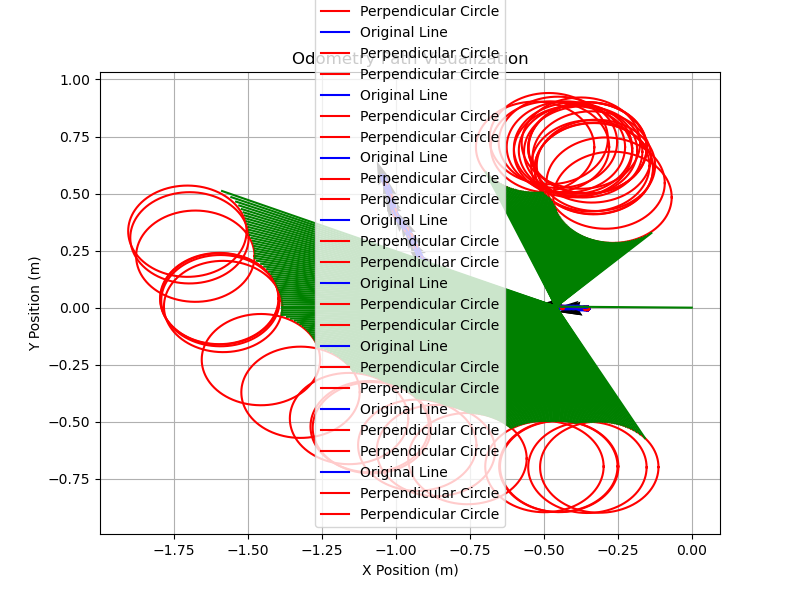 Perpendicular Circle
Original Line
Odometry Path Visualization
Perpendicular Circle
Perpendicular Circle
Original Line
Perpendicular Circle
Perpendicular Circle
Original Line
Perpendicular Circle
Perpendicular Circle
Original Line
Perpendicular Circle
Perpendicular Circle
Original Line
Perpendicular Circle
Perpendicular Circle
Original Line
Perpendicular Circle
Perpendicular Circle
Original Line
Perpendicular Circle
Perpendicular Circle
Original Line
Perpendicular Circle
Perpendicular Circle
1.00
0.75
0.50
0.25
0.00
−0.25
−0.50
−0.75
Y Position (m)
−1.75
−1.50
−1.25
−1.00
−0.75
−0.50
−0.25
0.00
X Position (m)